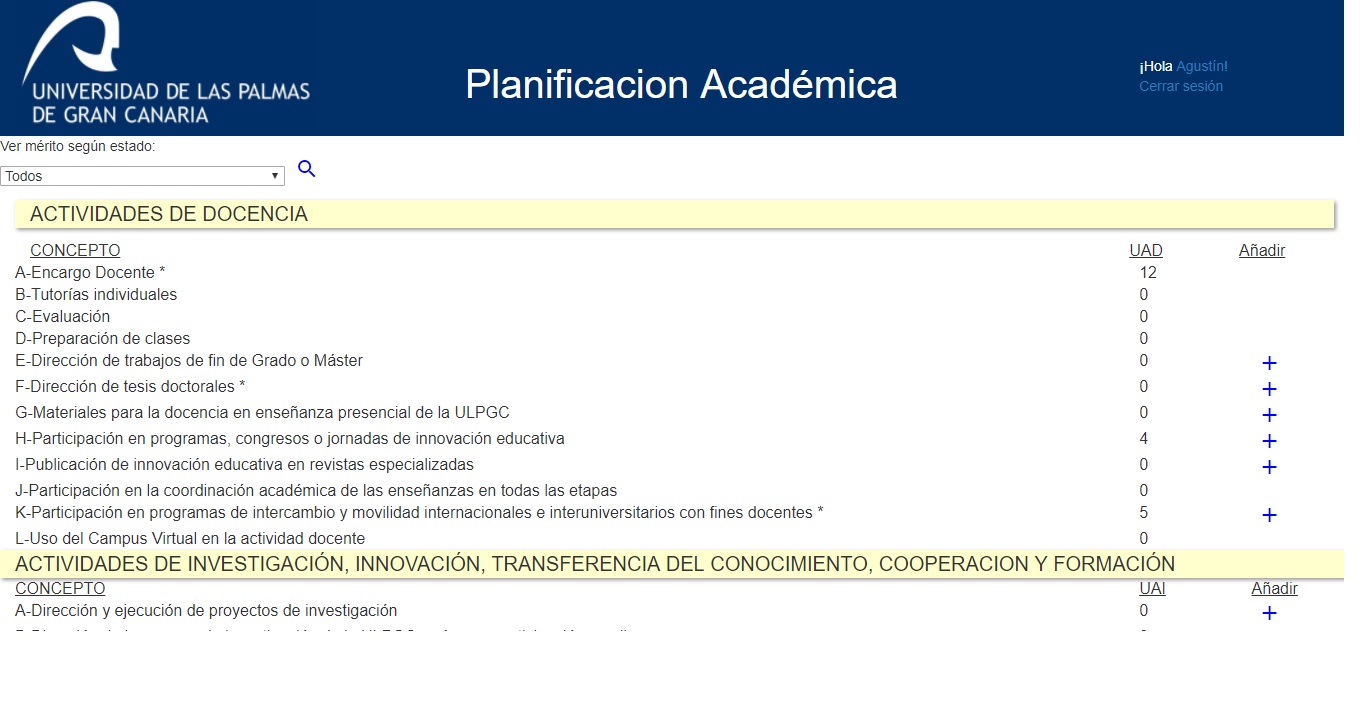 UNIVERSIDAD DE LAS PALMAS
DE GRAN CANARIA
Planificacion Académica
¡Hola Agustín!
Cerrar sesión
Ver mérito según estado:
Todos
ACTIVIDADES DE DOCENCIA
CONCEPTO UAD Añadir
A-Encargo Docente * 12
B-Tutorías individuales 0
C-Evaluación 0
D-Preparación de clases 0
E-Dirección de trabajos de fin de Grado o Máster 0 +
F-Dirección de tesis doctorales * 0 +
G-Materiales para la docencia en enseñanza presencial de la ULPGC 0 +
H-Participación en programas, congresos o jornadas de innovación educativa 4 +
I-Publicación de innovación educativa en revistas especializadas 0 +
J-Participación en la coordinación académica de las enseñanzas en todas las etapas 0
K-Participación en programas de intercambio y movilidad internacionales e interuniversitarios con fines docentes * 5 +
L-Uso del Campus Virtual en la actividad docente 0
ACTIVIDADES DE INVESTIGACIÓN, INNOVACIÓN, TRANSFERENCIA DEL CONOCIMIENTO, COOPERACION Y FORMACIÓN
CONCEPTO UAI Añadir
A-Dirección y ejecución de proyectos de investigación 0 +